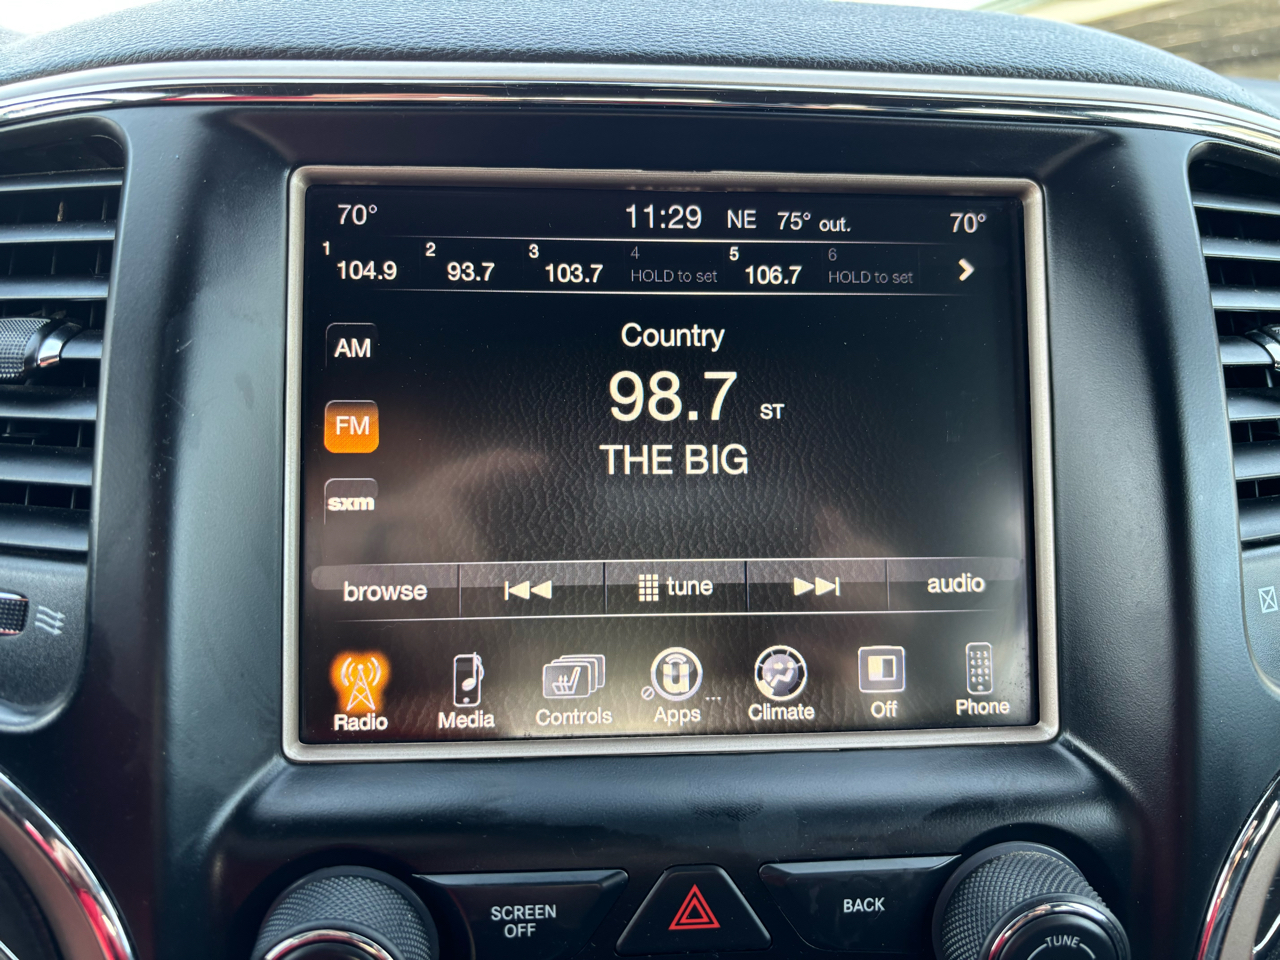 70° 11:29 NE 75° out. 70°
1 104.9 2 93.7 3 103.7 4 HOLD to set 5 106.7 6 HOLD to set
Country
AM
98.7 ST
FM
THE BIG
sxm
browse tune audio
Radio Media Controls Apps ... Climate Off Phone
SCREEN
OFF
BACK
TUNE